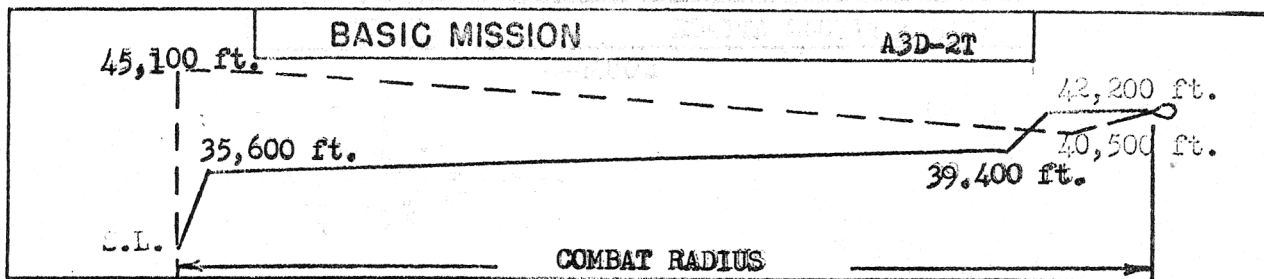 BASIC MISSION A3D-2T
45,100 ft.
42,200 ft.
35,600 ft.
40,500 ft.
39.400 ft.
S.L.
COMBAT RADIUS